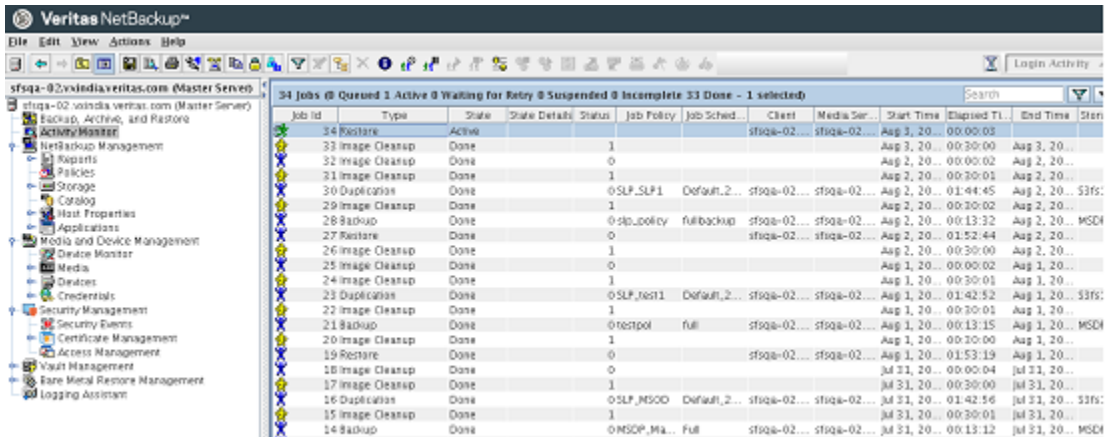 Veritas NetBackup™
File Edit View Actions Help
Login Activity
sfsqa-02.vxindia.veritas.com (Master Server)
34 Jobs (0 Queued 1 Active 0 Waiting for Retry 0 Suspended 0 Incomplete 33 Done - 1 selected)
Search
sfsqa-02.vxindia.veritas.com (Master Server)
Backup, Archive, and Restore
Activity Monitor
NetBackup Management
Reports
Policies
Storage
Catalog
Host Properties
Applications
Media and Device Management
Device Monitor
Media
Devices
Credentials
Security Management
Security Events
Certificate Management
Access Management
Vault Management
Bare Metal Restore Management
Logging Assistant
Job Id Type State State Details Status Job Policy Job Sched... Client Media Ser... Start Time Elapsed Ti... End Time
34 Restore Active sfsqa-02.... sfsqa-02.... Aug 3, 20... 00:00:03
33 Image Cleanup Done 1 Aug 3, 20... 00:30:00 Aug 3, 20...
32 Image Cleanup Done 0 Aug 2, 20... 00:00:02 Aug 2, 20...
31 Image Cleanup Done 1 Aug 2, 20... 00:30:01 Aug 2, 20...
30 Duplication Done 0 SLP_SLP1 Default_2... sfsqa-02.... sfsqa-02.... Aug 2, 20... 01:44:45 Aug 2, 20... S3fs:
29 Image Cleanup Done 1 Aug 2, 20... 00:30:02 Aug 2, 20...
28 Backup Done 0 slp_policy fullbackup sfsqa-02.... sfsqa-02.... Aug 2, 20... 00:13:32 Aug 2, 20... MSDP
27 Restore Done 0 sfsqa-02.... sfsqa-02.... Aug 2, 20... 01:52:44 Aug 2, 20...
26 Image Cleanup Done 1 Aug 2, 20... 00:30:00 Aug 2, 20...
25 Image Cleanup Done 0 Aug 1, 20... 00:00:02 Aug 1, 20...
24 Image Cleanup Done 1 Aug 1, 20... 00:30:01 Aug 1, 20...
23 Duplication Done 0 SLP_test1 Default_2... sfsqa-02.... sfsqa-02.... Aug 1, 20... 01:42:52 Aug 1, 20... S3fs:
22 Image Cleanup Done 1 Aug 1, 20... 00:30:01 Aug 1, 20...
21 Backup Done 0 testpol full sfsqa-02.... sfsqa-02.... Aug 1, 20... 00:13:15 Aug 1, 20... MSDP
20 Image Cleanup Done 1 Aug 1, 20... 00:30:00 Aug 1, 20...
19 Restore Done 0 sfsqa-02.... sfsqa-02.... Aug 1, 20... 01:53:19 Aug 1, 20...
18 Image Cleanup Done 0 Jul 31, 20... 00:00:04 Jul 31, 20...
17 Image Cleanup Done 1 Jul 31, 20... 00:30:00 Jul 31, 20...
16 Duplication Done 0 SLP_MSDD Default_2... sfsqa-02.... sfsqa-02.... Jul 31, 20... 01:42:56 Jul 31, 20... S3fs:
15 Image Cleanup Done 1 Jul 31, 20... 00:30:01 Jul 31, 20...
14 Backup Done 0 MSDP_Ma... Full sfsqa-02.... sfsqa-02.... Jul 31, 20... 00:13:12 Jul 31, 20... MSDP